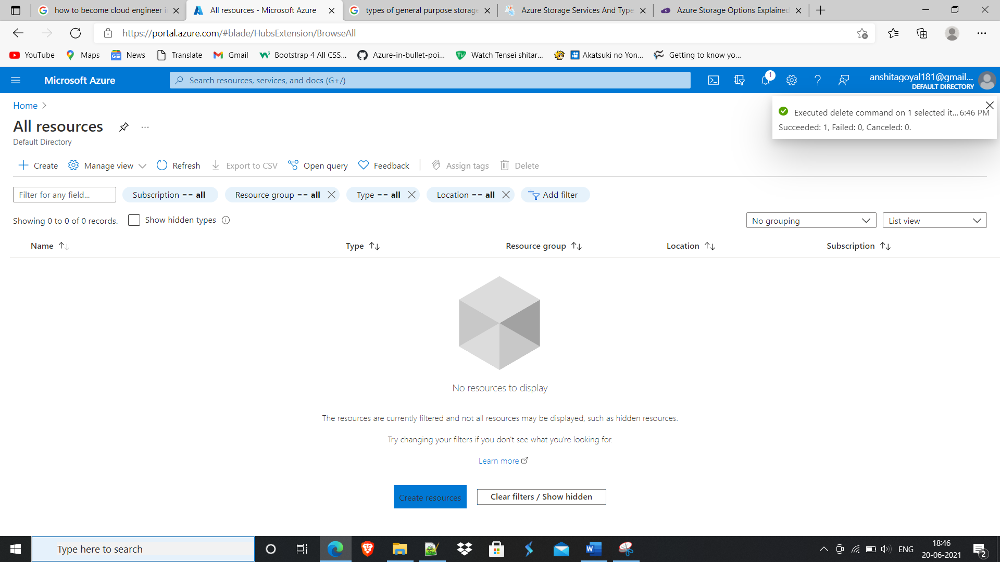 how to become cloud engineer i
All resources - Microsoft Azure
types of general purpose storage
Azure Storage Services And Type
Azure Storage Options Explained
https://portal.azure.com/#blade/HubsExtension/BrowseAll
YouTube
Maps
News
Translate
Gmail
Bootstrap 4 All CSS...
Azure-in-bullet-poi...
Watch Tensei shitar...
Akatsuki no Yon...
Getting to know yo...
Microsoft Azure
Search resources, services, and docs (G+/)
1
anshitagoyal181@gmail...
DEFAULT DIRECTORY
Home
All resources
Default Directory
Executed delete command on 1 selected it... 6:46 PM
Succeeded: 1, Failed: 0, Canceled: 0.
Create
Manage view
Refresh
Export to CSV
Open query
Feedback
Assign tags
Delete
Filter for any field...
Subscription == all
Resource group == all
Type == all
Location == all
Add filter
Showing 0 to 0 of 0 records.
Show hidden types
No grouping
List view
Name
Type
Resource group
Location
Subscription
No resources to display
The resources are currently filtered and not all resources may be displayed, such as hidden resources.
Try changing your filters if you don't see what you're looking for.
Learn more
Create resources
Clear filters / Show hidden
Type here to search
ENG
18:46
20-06-2021
2